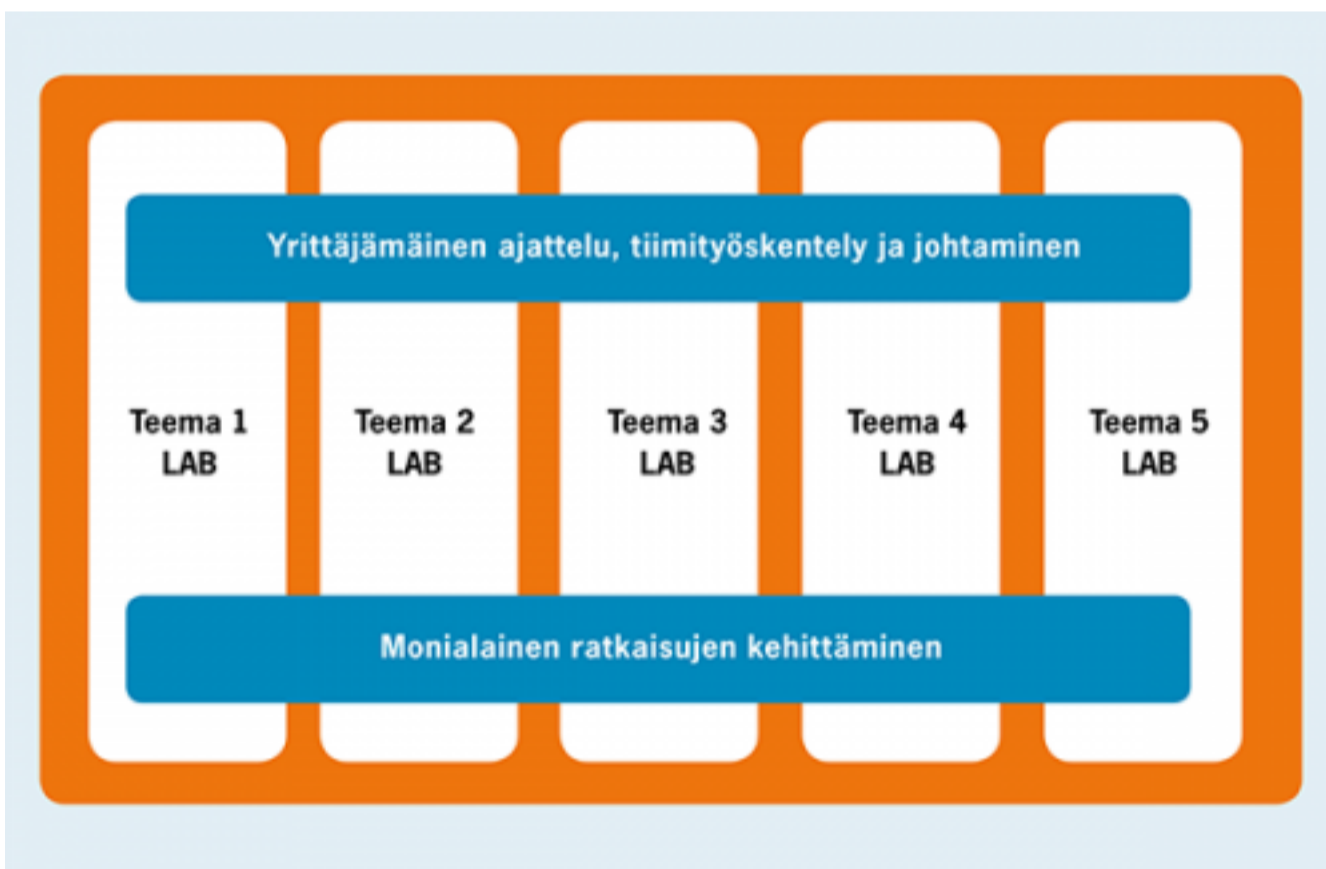 Yrittäjämäinen ajattelu, tiimityöskentely ja johtaminen
Teema 1
LAB
Teema 2
LAB
Teema 3
LAB
Teema 4
LAB
Teema 5
LAB
Monialainen ratkaisujen kehittäminen